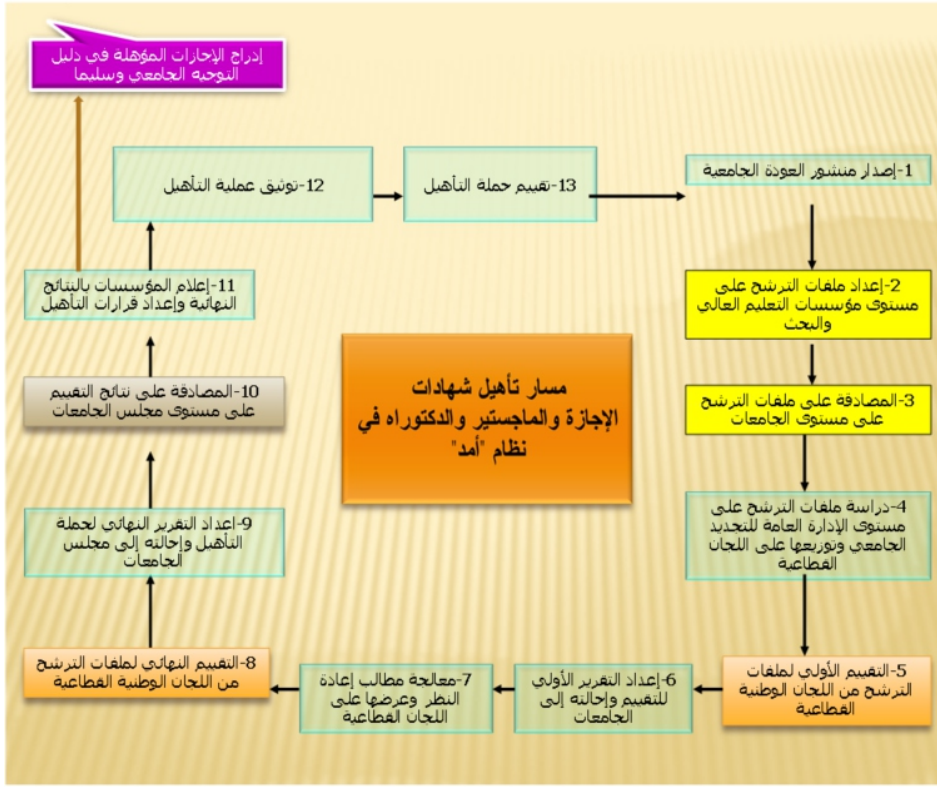 إدراج الإجازات المؤهلة في دليل
التوجيه الجامعي وسليما
1-إصدار منشور العودة الجامعية
2-إعداد ملفات الترشح على
مستوى مؤسسات التعليم العالي
والبحث
3-المصادقة على ملفات الترشح
على مستوى الجامعات
4-دراسة ملفات الترشح على
مستوى الإدارة العامة للتجديد
الجامعي وتوزيعها على اللجان
القطاعية
5-التقييم الأولي لملفات
الترشح من اللجان الوطنية
القطاعية
6-إعداد التقرير الأولي
للتقييم وإحالته إلى
الجامعات
7-معالجة مطالب إعادة
النظر وعرضها على
اللجان القطاعية
8-التقييم النهائي لملفات الترشح
من اللجان الوطنية القطاعية
9-اعداد التقرير النهائي لحملة
التأهيل وإحالته إلى مجلس
الجامعات
10-المصادقة على نتائج التقييم
على مستوى مجلس الجامعات
11-إعلام المؤسسات بالنتائج
النهائية وإعداد قرارات التأهيل
12-توثيق عملية التأهيل
13-تقييم حملة التأهيل
مسار تأهيل شهادات
الإجازة والماجستير والدكتوراه في
نظام "أمد"